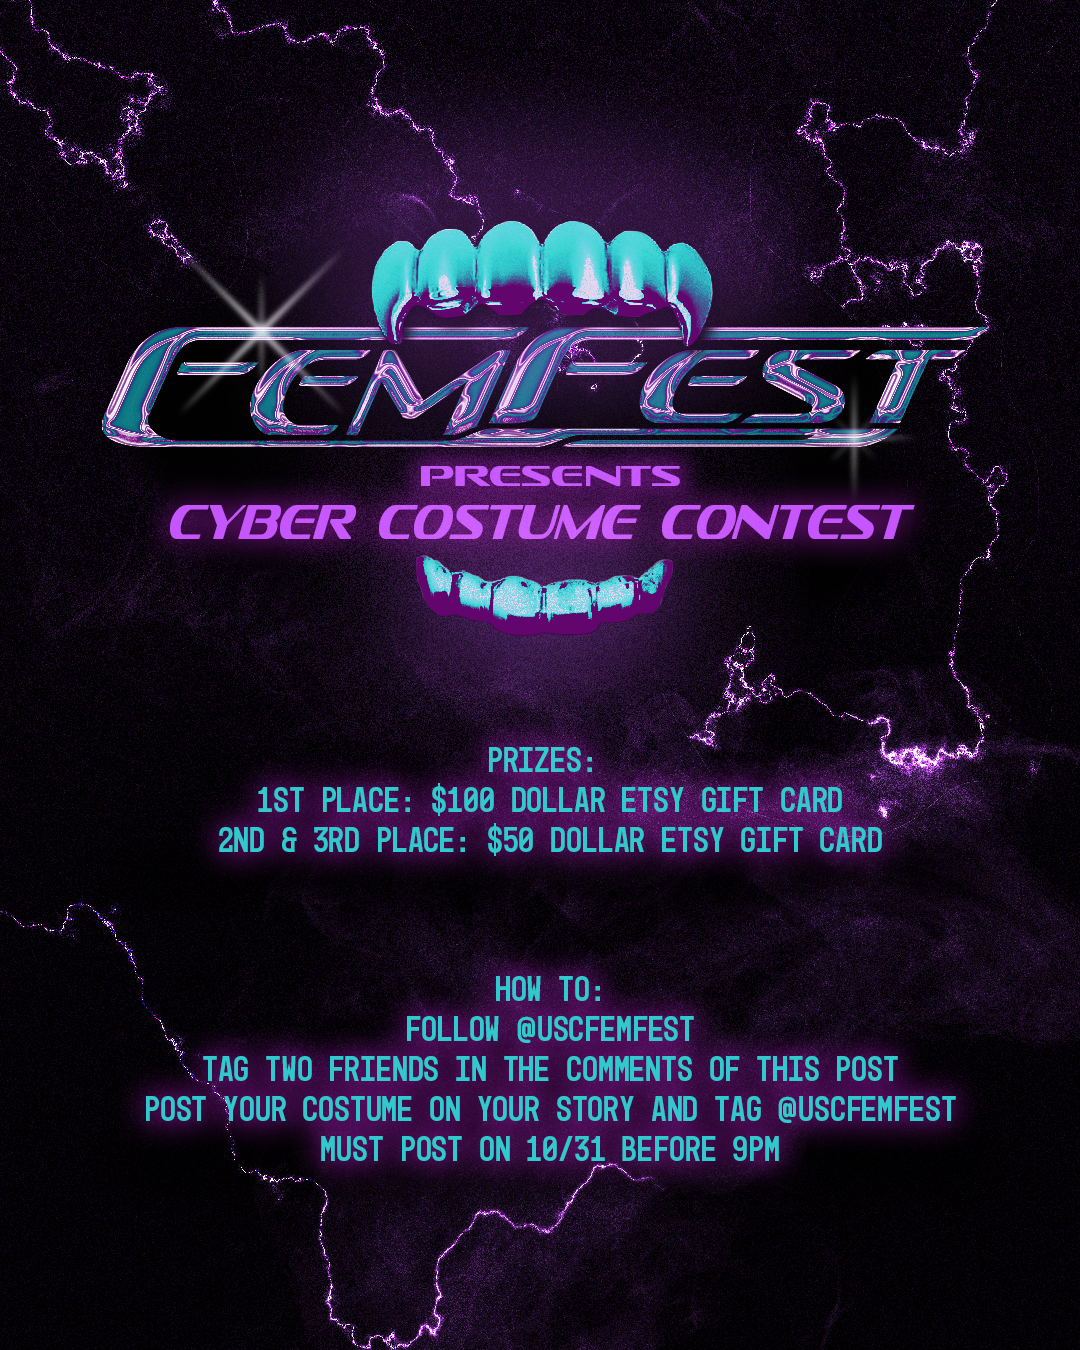 FEMFEST
PRESENTS
CYBER COSTUME CONTEST
PRIZES:
1ST PLACE: $100 DOLLAR ETSY GIFT CARD
2ND & 3RD PLACE: $50 DOLLAR ETSY GIFT CARD
HOW TO:
FOLLOW @USCFEMFEST
TAG TWO FRIENDS IN THE COMMENTS OF THIS POST
POST YOUR COSTUME ON YOUR STORY AND TAG @USCFEMFEST
MUST POST ON 10/31 BEFORE 9PM